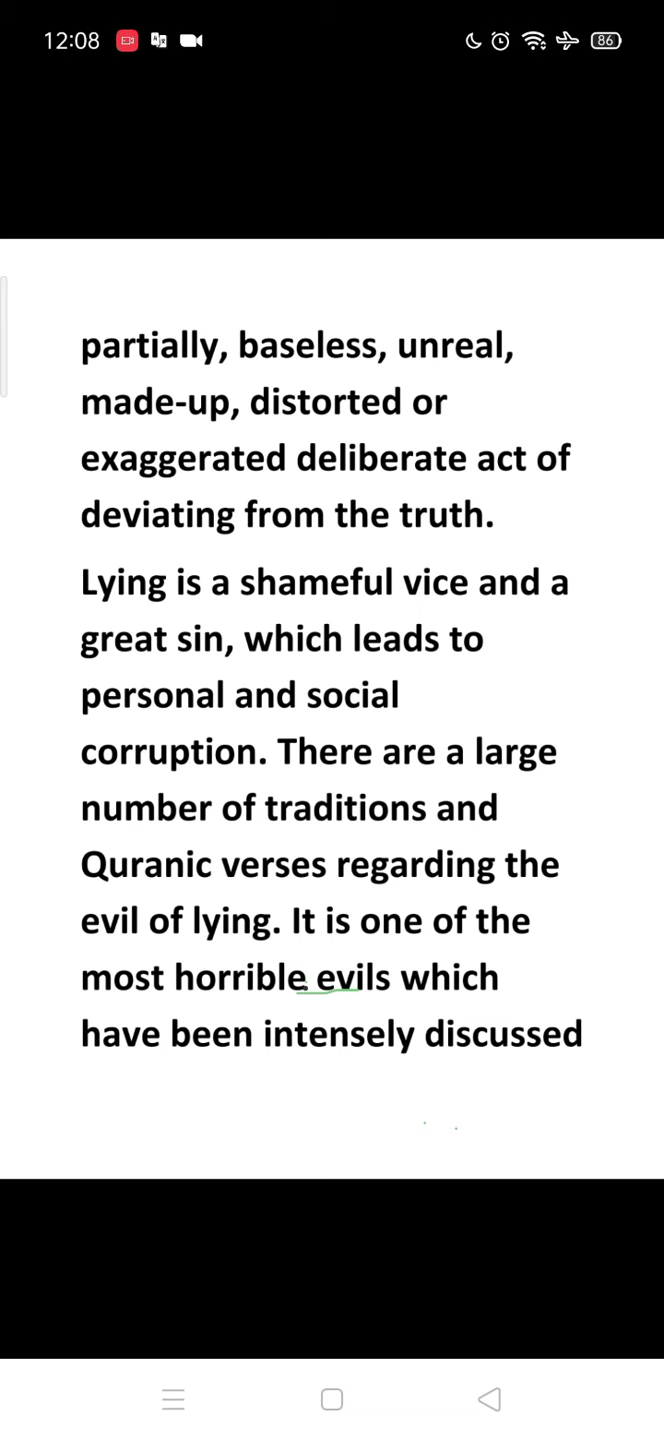 12:08
86
partially, baseless, unreal,
made-up, distorted or
exaggerated deliberate act of
deviating from the truth.
Lying is a shameful vice and a
great sin, which leads to
personal and social
corruption. There are a large
number of traditions and
Quranic verses regarding the
evil of lying. It is one of the
most horrible evils which
have been intensely discussed